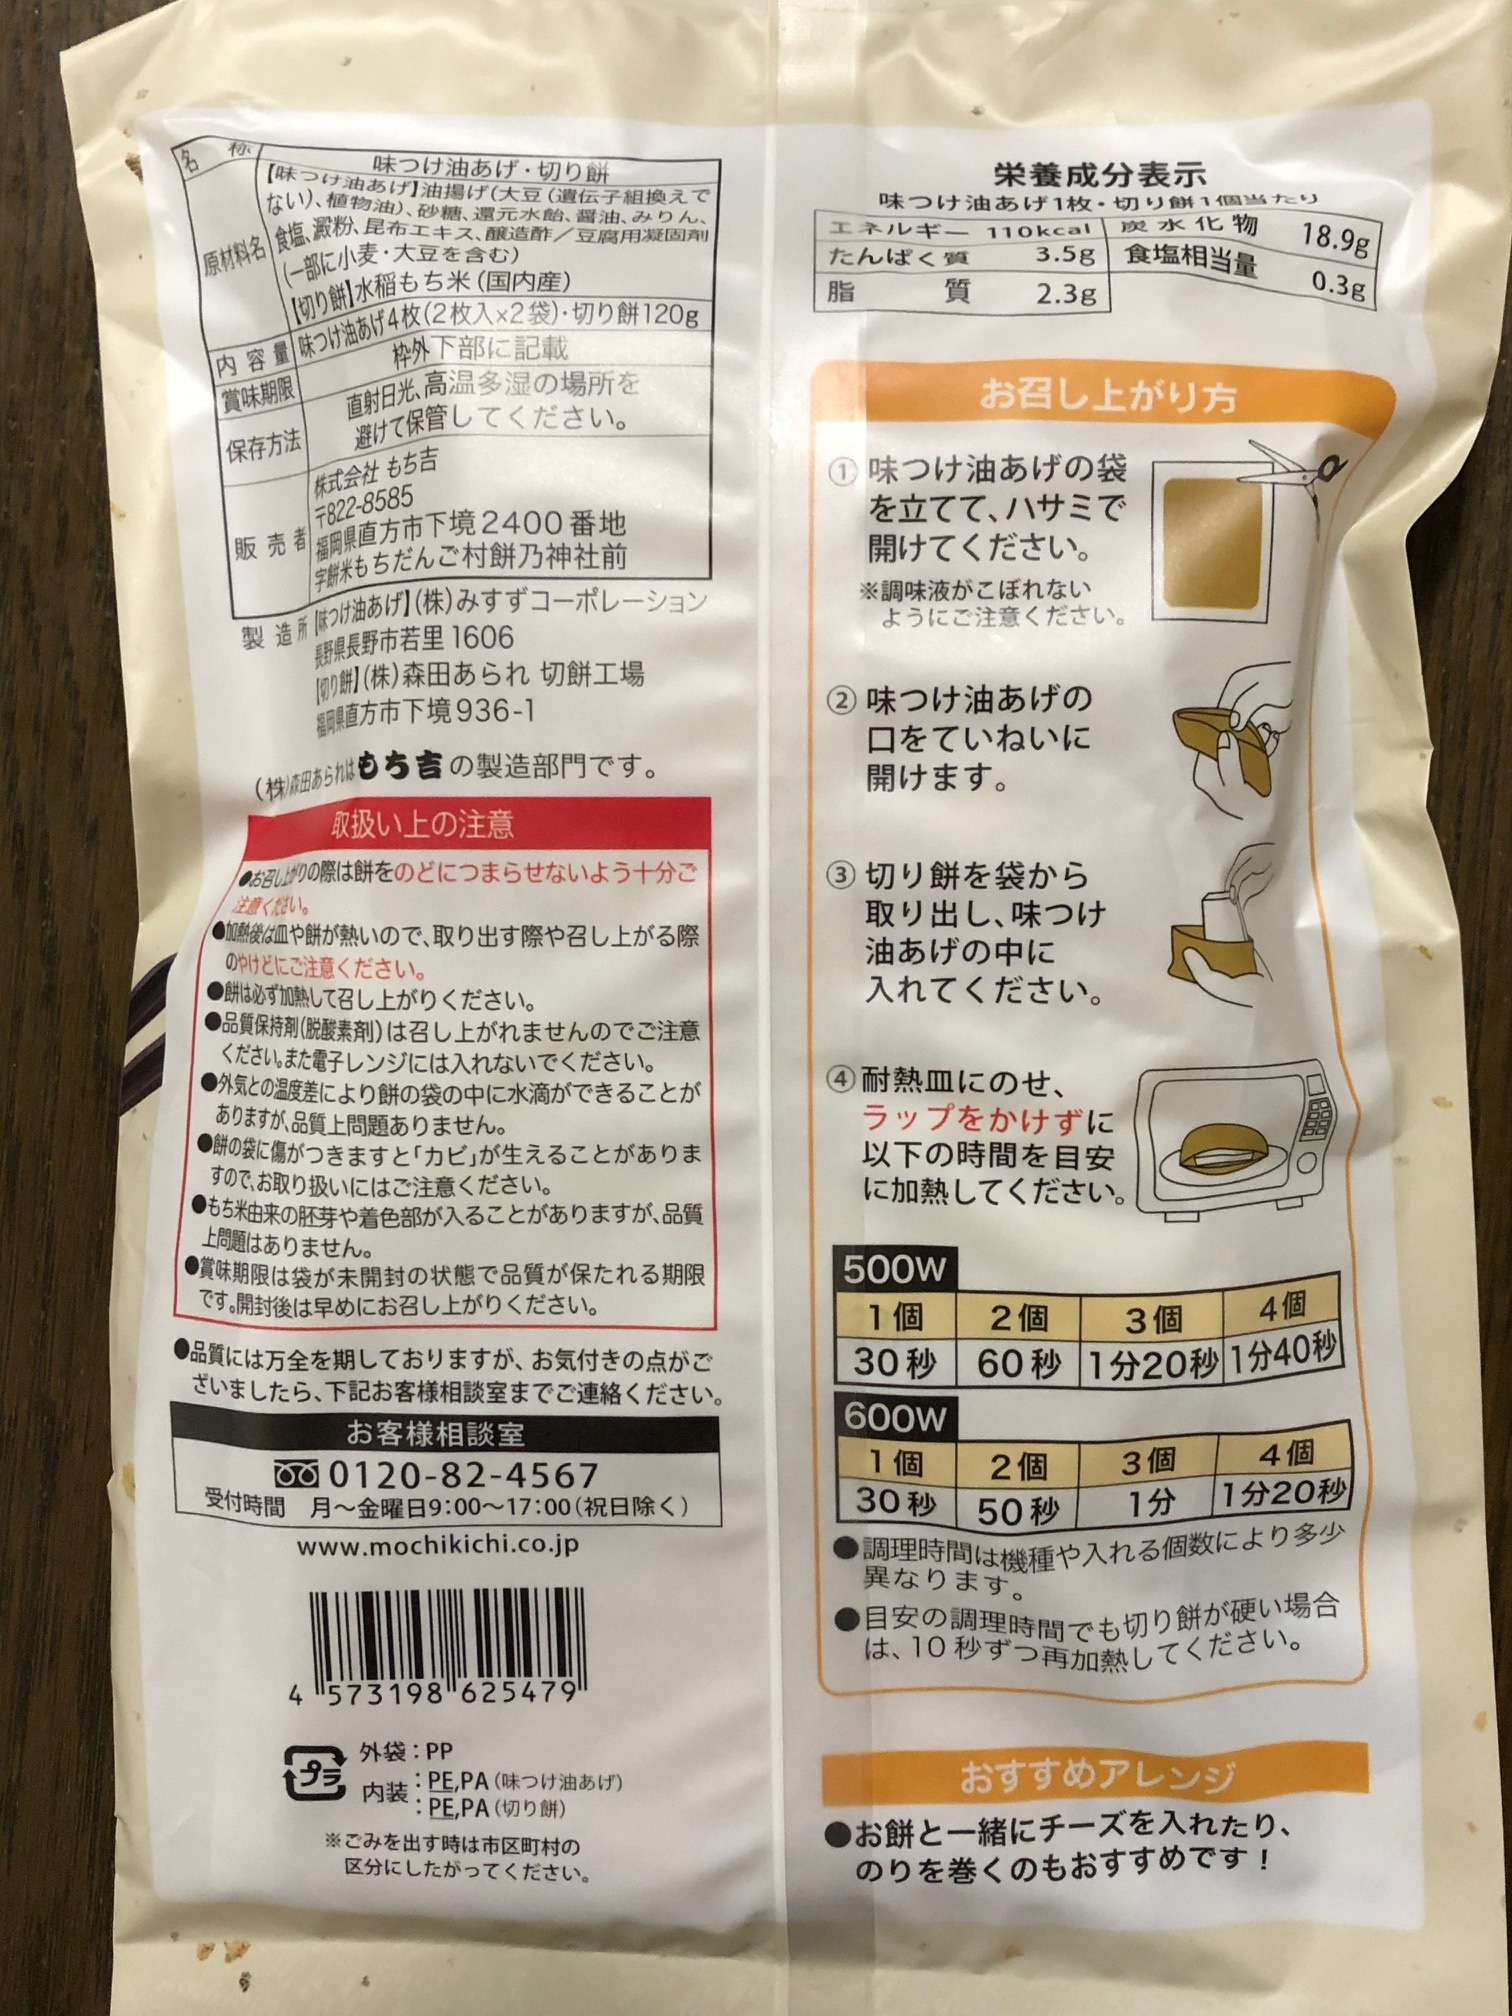 名 称 味つけ油あげ・切り餅
原材料名 【味つけ油あげ】油揚げ(大豆(遺伝子組換えで
ない)、植物油)、砂糖、還元水飴、醤油、みりん、
食塩、澱粉、昆布エキス、醸造酢／豆腐用凝固剤
(一部に小麦・大豆を含む)
【切り餅】水稲もち米(国内産)
内容量 味つけ油あげ4枚(2枚入×2袋)・切り餅120g
賞味期限 枠外下部に記載
保存方法 直射日光、高温多湿の場所を
避けて保管してください。
販売者 株式会社 もち吉
〒822-8585
福岡県直方市下境2400番地
字餅米もちだんご村餅乃神社前
製造所 【味つけ油あげ】(株)みすずコーポレーション
長野県長野市若里1606
【切り餅】(株)森田あられ 切餅工場
福岡県直方市下境936-1
(株)森田あられはもち吉の製造部門です。
取扱い上の注意
●お召し上がりの際は餅をのどにつまらせないよう十分ご
注意ください。
●加熱後は皿や餅が熱いので、取り出す際や召し上がる際
のやけどにご注意ください。
●餅は必ず加熱して召し上がりください。
●品質保持剤(脱酸素剤)は召し上がれませんのでご注意
ください。また電子レンジには入れないでください。
●外気との温度差により餅の袋の中に水滴ができることが
ありますが、品質上問題ありません。
●餅の袋に傷がつきますと「カビ」が生えることがありま
すので、お取り扱いにはご注意ください。
●もち米由来の胚芽や着色部が入ることがありますが、品質
上問題はありません。
●賞味期限は袋が未開封の状態で品質が保たれる期限
です。開封後は早めにお召し上がりください。
●品質には万全を期しておりますが、お気付きの点がご
ざいましたら、下記お客様相談室までご連絡ください。
お客様相談室
0120-82-4567
受付時間 月～金曜日9:00～17:00(祝日除く)
www.mochikichi.co.jp
4 573198 625479
プラ
外袋：PP
内装：PE,PA(味つけ油あげ)
：PE,PA(切り餅)
※ごみを出す時は市区町村の
区分にしたがってください。
栄養成分表示
味つけ油あげ1枚・切り餅1個当たり
エネルギー 110kcal 炭水化物 18.9g
たんぱく質 3.5g 食塩相当量 0.3g
脂質 2.3g
お召し上がり方
①味つけ油あげの袋
を立てて、ハサミで
開けてください。
※調味液がこぼれない
ようにご注意ください。
②味つけ油あげの
口をていねいに
開けます。
③切り餅を袋から
取り出し、味つけ
油あげの中に
入れてください。
④耐熱皿にのせ、
ラップをかけずに
以下の時間を目安
に加熱してください。
500W
1個 2個 3個 4個
30秒 60秒 1分20秒 1分40秒
600W
1個 2個 3個 4個
30秒 50秒 1分 1分20秒
●調理時間は機種や入れる個数により多少
異なります。
●目安の調理時間でも切り餅が硬い場合
は、10秒ずつ再加熱してください。
おすすめアレンジ
●お餅と一緒にチーズを入れたり、
のりを巻くのもおすすめです！